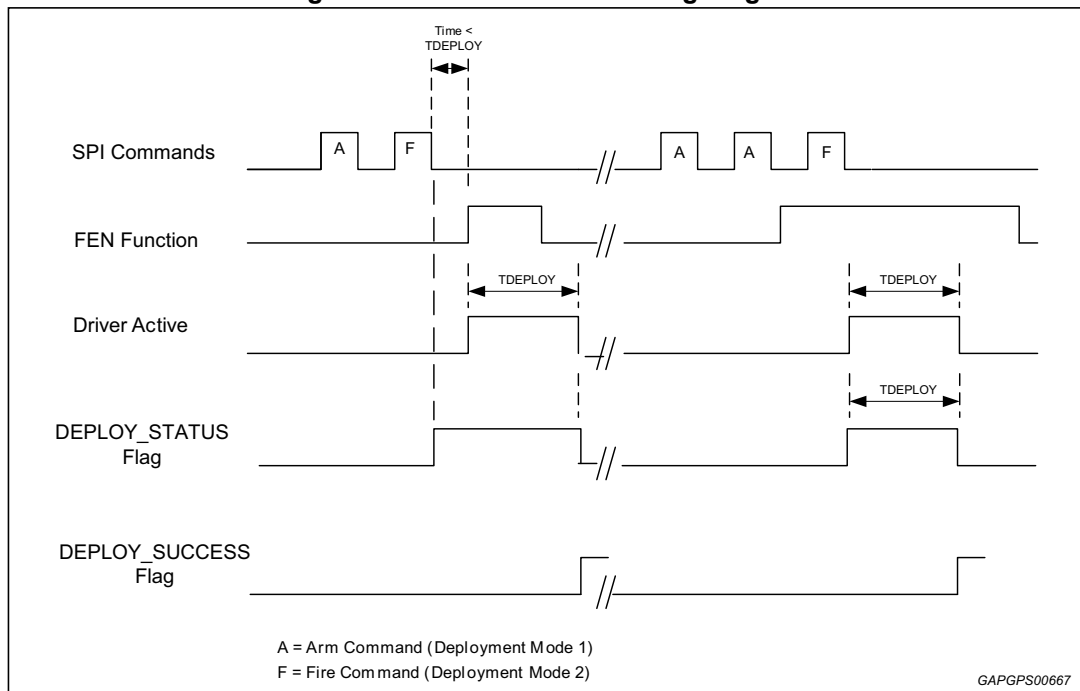 Time <
TDEPLOY
SPI Commands
A
F
A
A
F
FEN Function
TDEPLOY
TDEPLOY
Driver Active
TDEPLOY
DEPLOY_STATUS
Flag
DEPLOY_SUCCESS
Flag
A = Arm Command (Deployment Mode 1)
F = Fire Command (Deployment Mode 2)
GAPGPS00667